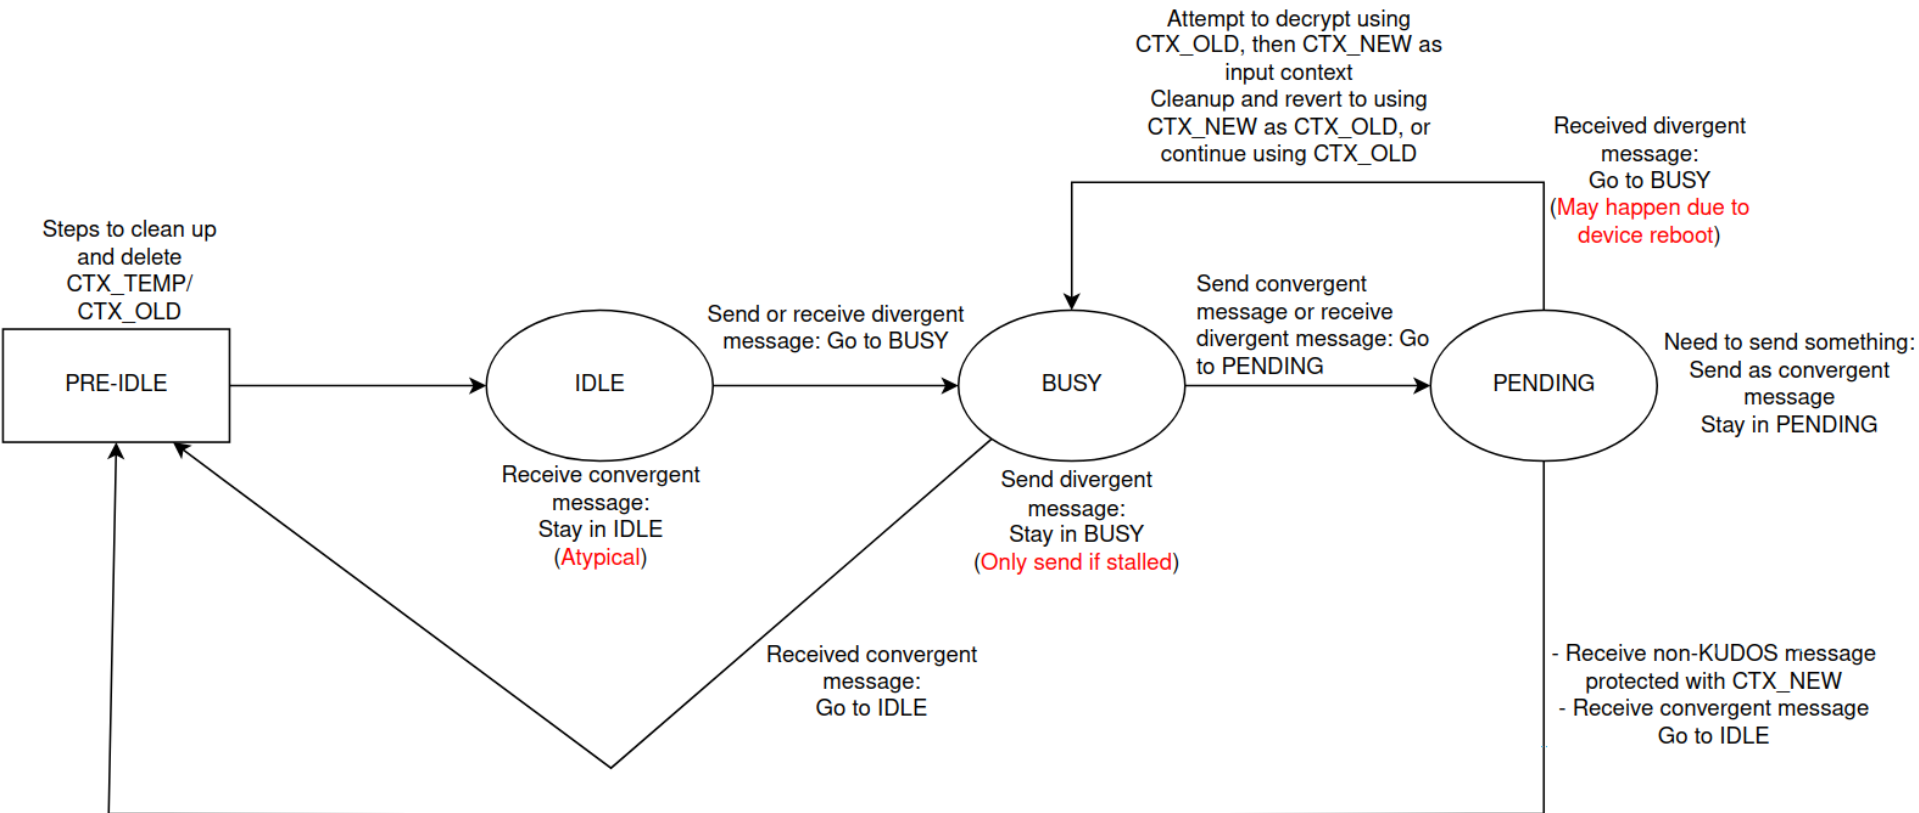 Attempt to decrypt using
CTX_OLD, then CTX_NEW as
input context
Cleanup and revert to using
CTX_NEW as CTX_OLD, or
continue using CTX_OLD
Received divergent
message:
Go to BUSY
(May happen due to
device reboot)
Steps to clean up
and delete
CTX_TEMP/
CTX_OLD
PRE-IDLE
IDLE
Receive convergent
message:
Stay in IDLE
(Atypical)
Send or receive divergent
message: Go to BUSY
BUSY
Send divergent
message:
Stay in BUSY
(Only send if stalled)
Send convergent
message or receive
divergent message: Go
to PENDING
PENDING
Need to send something:
Send as convergent
message
Stay in PENDING
Received convergent
message:
Go to IDLE
- Receive non-KUDOS message
protected with CTX_NEW
- Receive convergent message
Go to IDLE